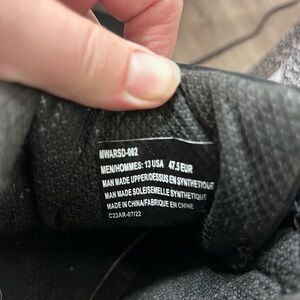 MWARSD-002
MEN/HOMMES: 13 USA 47.5 EUR
MAN MADE UPPER/DESSUS EN SYNTHETIQUE
MAN MADE SOLE/SEMELLE SYNTHETIQUE
MADE IN CHINA/FABRIQUE EN CHINE
C23AR-07/22